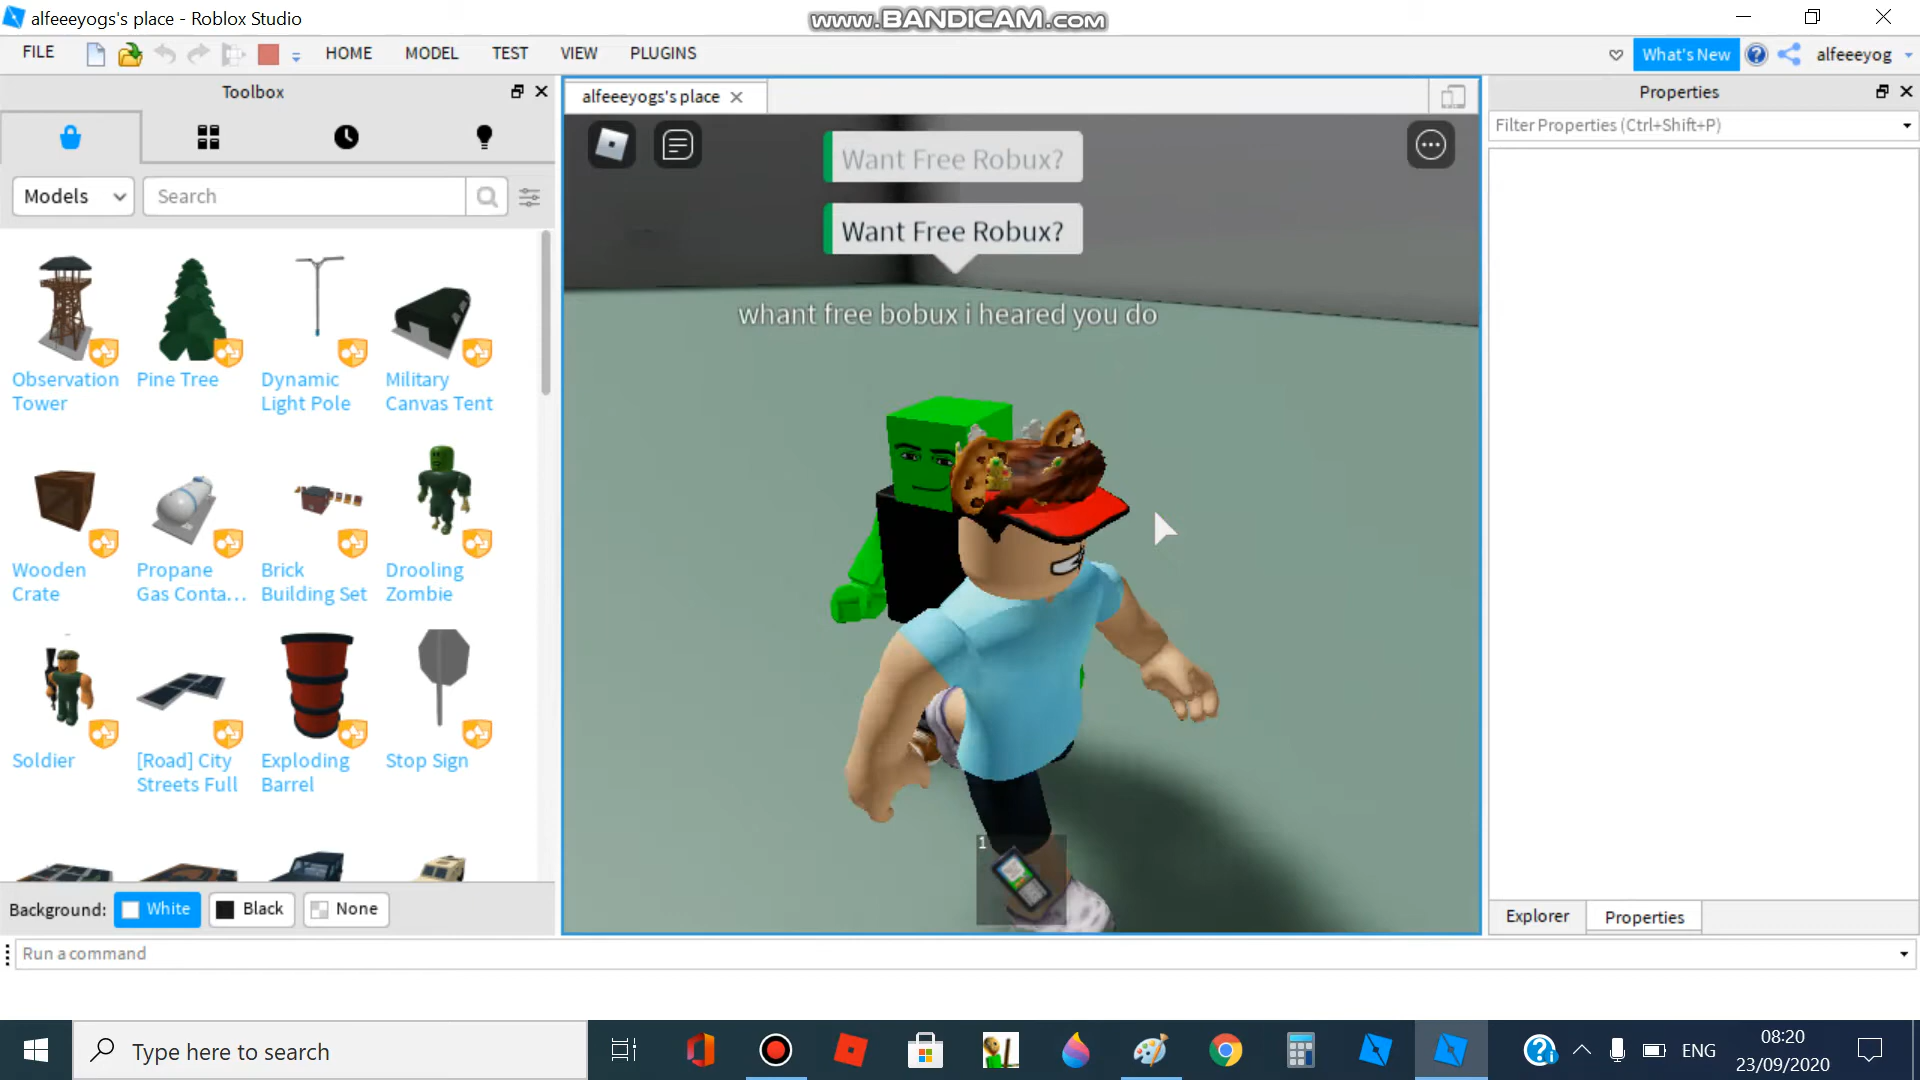 alfeeeyogs's place - Roblox Studio
www.BANDICAM.com
FILE
HOME
MODEL
TEST
VIEW
PLUGINS
What's New
alfeeeyog
Toolbox
alfeeeyogs's place
Properties
Filter Properties (Ctrl+Shift+P)
Models
Search
Want Free Robux?
Want Free Robux?
whant free bobux i heared you do
Observation Tower
Pine Tree
Dynamic Light Pole
Military Canvas Tent
Wooden Crate
Propane Gas Conta...
Brick Building Set
Drooling Zombie
Soldier
[Road] City Streets Full
Exploding Barrel
Stop Sign
1
Background:
White
Black
None
Explorer
Properties
Run a command
Type here to search
ENG
08:20
23/09/2020